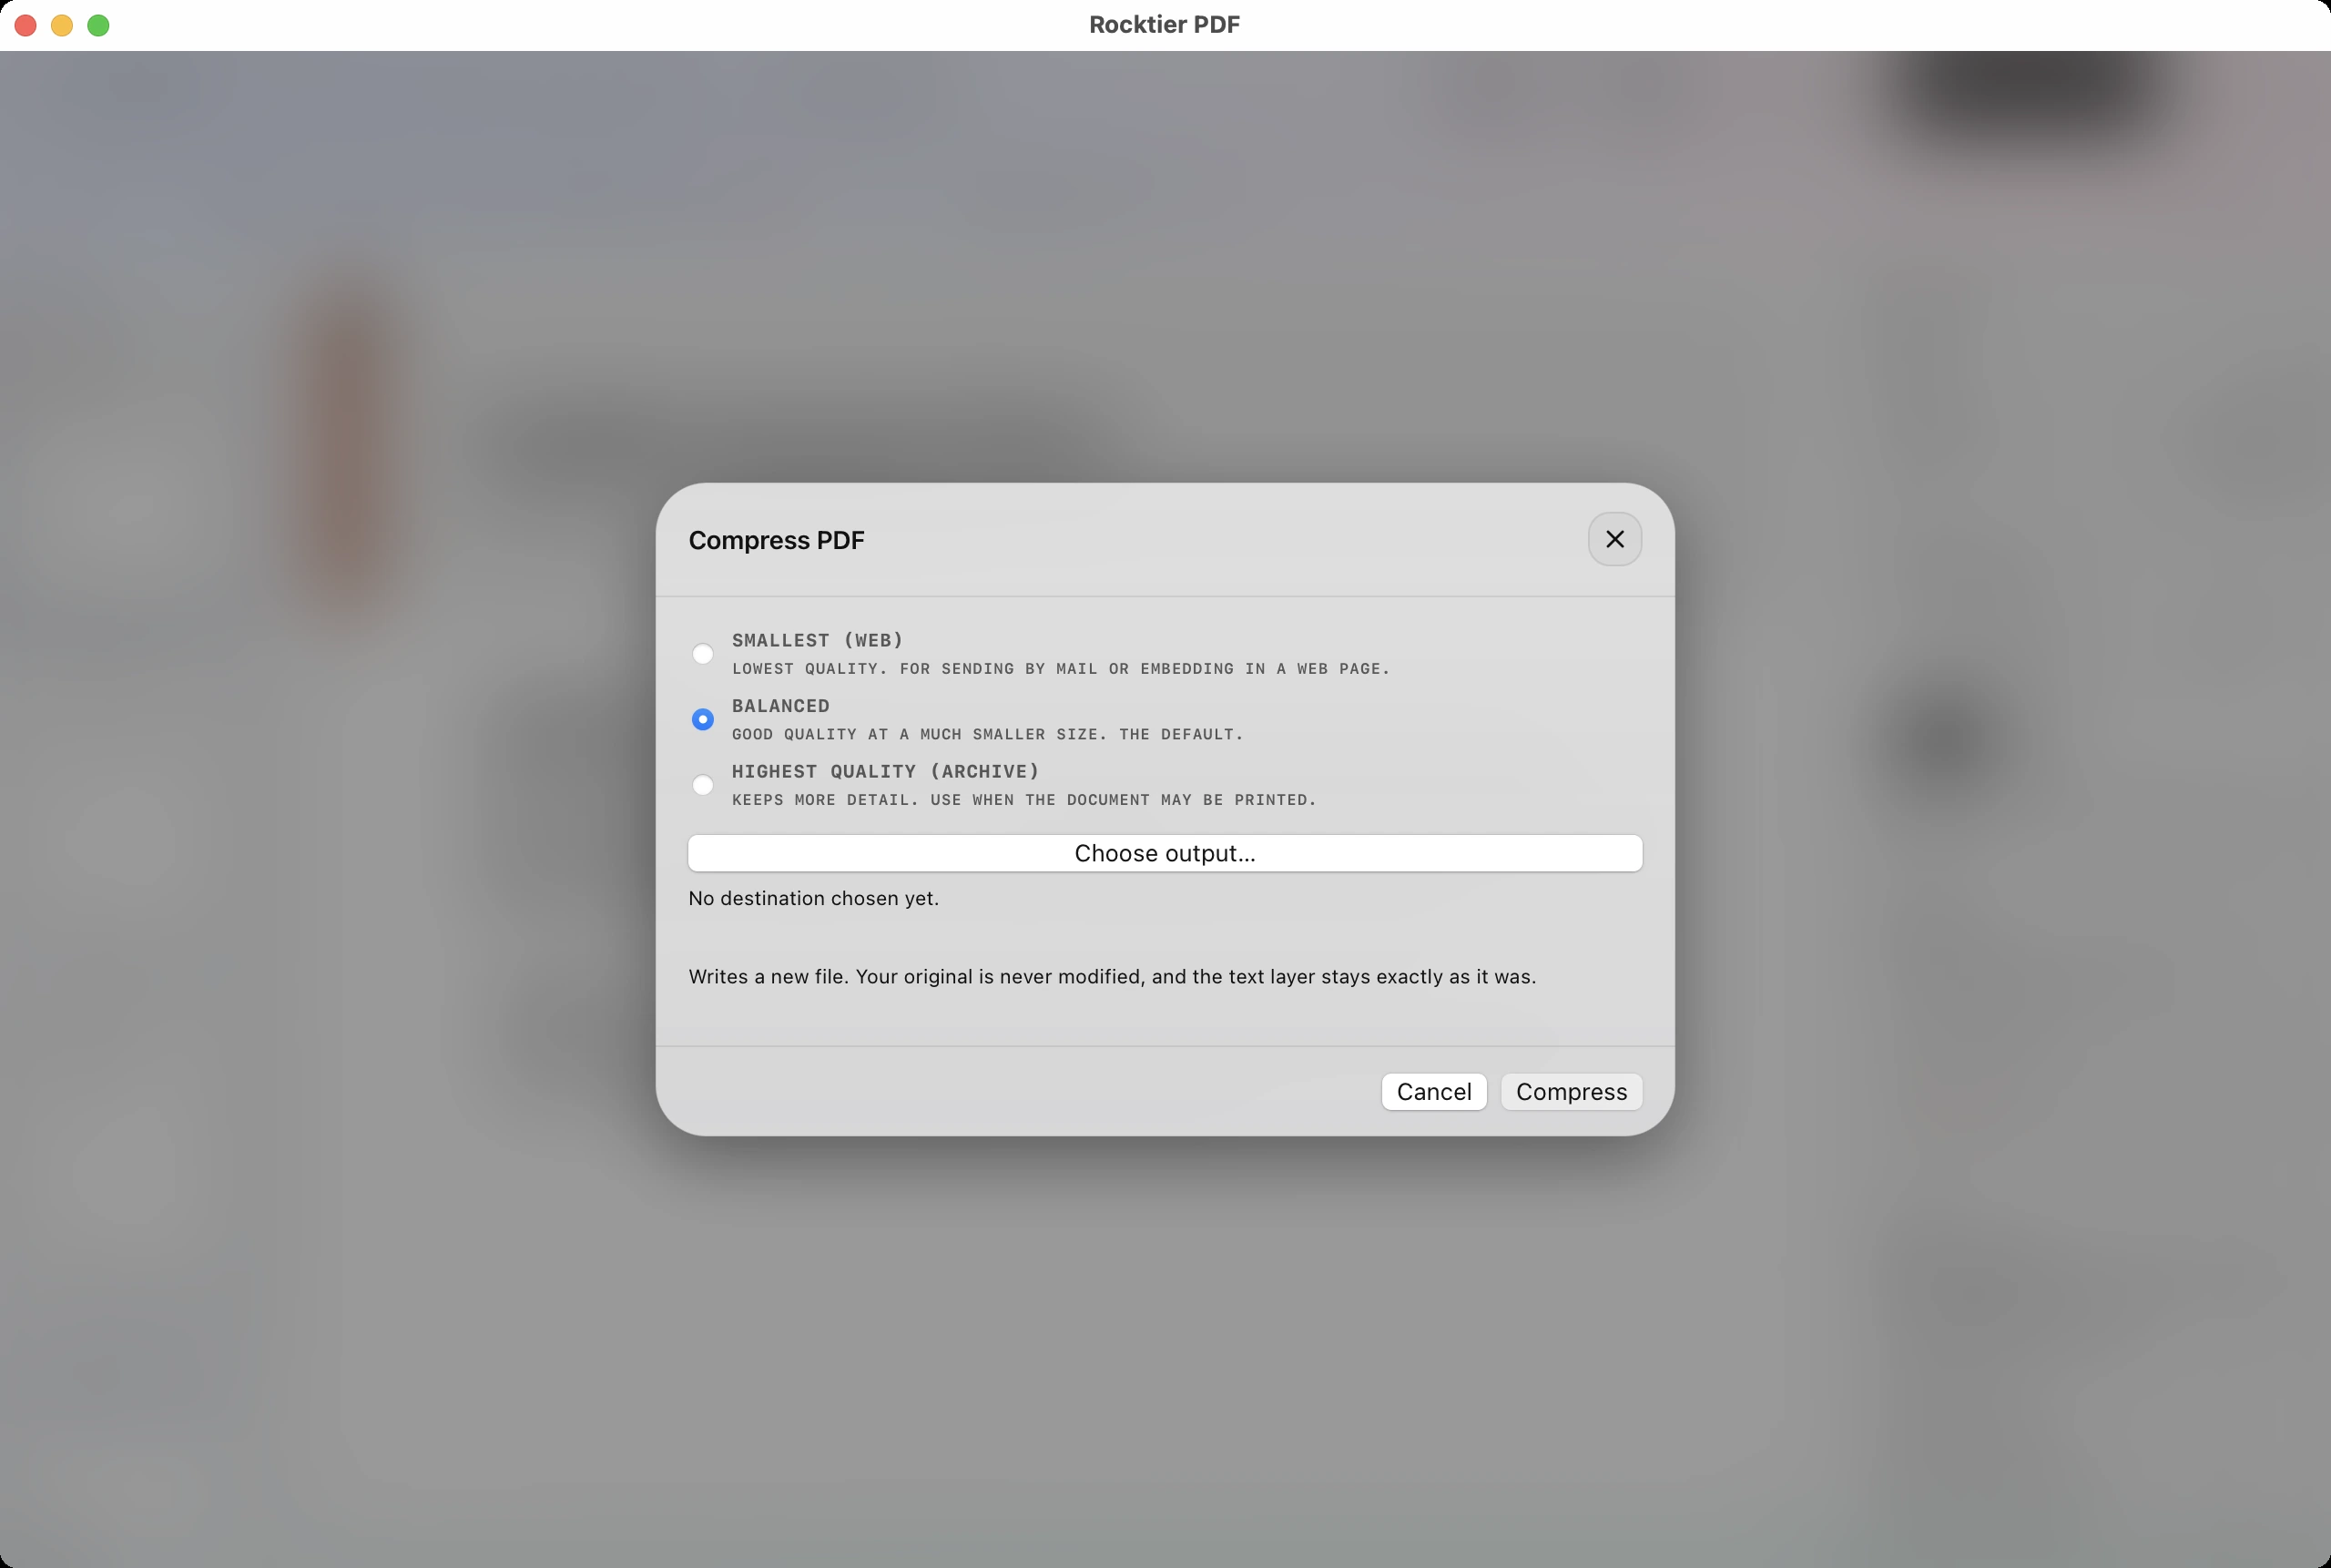 Rocktier PDF
Compress PDF
SMALLEST (WEB)
LOWEST QUALITY. FOR SENDING BY MAIL OR EMBEDDING IN A WEB PAGE.
BALANCED
GOOD QUALITY AT A MUCH SMALLER SIZE. THE DEFAULT.
HIGHEST QUALITY (ARCHIVE)
KEEPS MORE DETAIL. USE WHEN THE DOCUMENT MAY BE PRINTED.
Choose output...
No destination chosen yet.
Writes a new file. Your original is never modified, and the text layer stays exactly as it was.
Cancel Compress